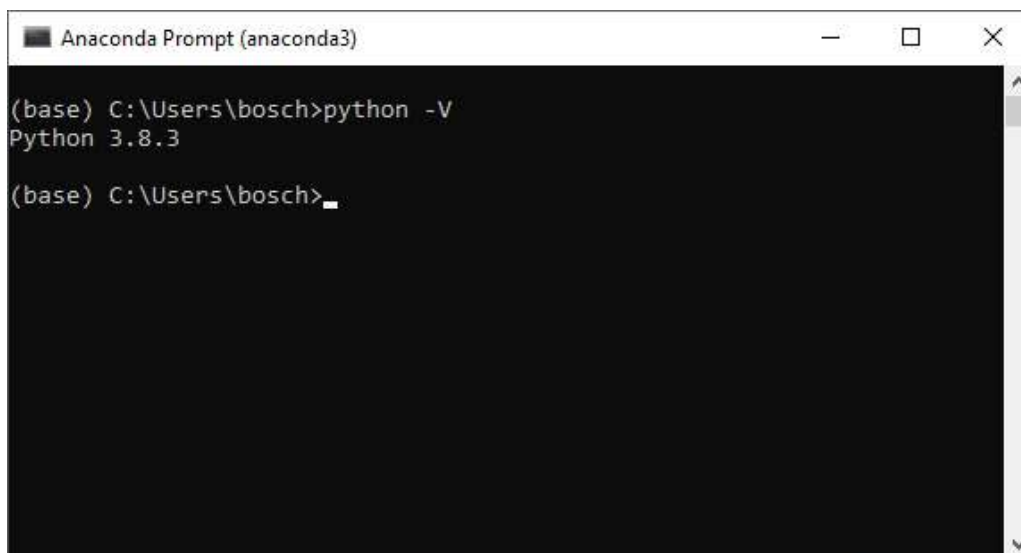 Anaconda Prompt (anaconda3)
(base) C:\Users\bosch>python -V
Python 3.8.3
(base) C:\Users\bosch>